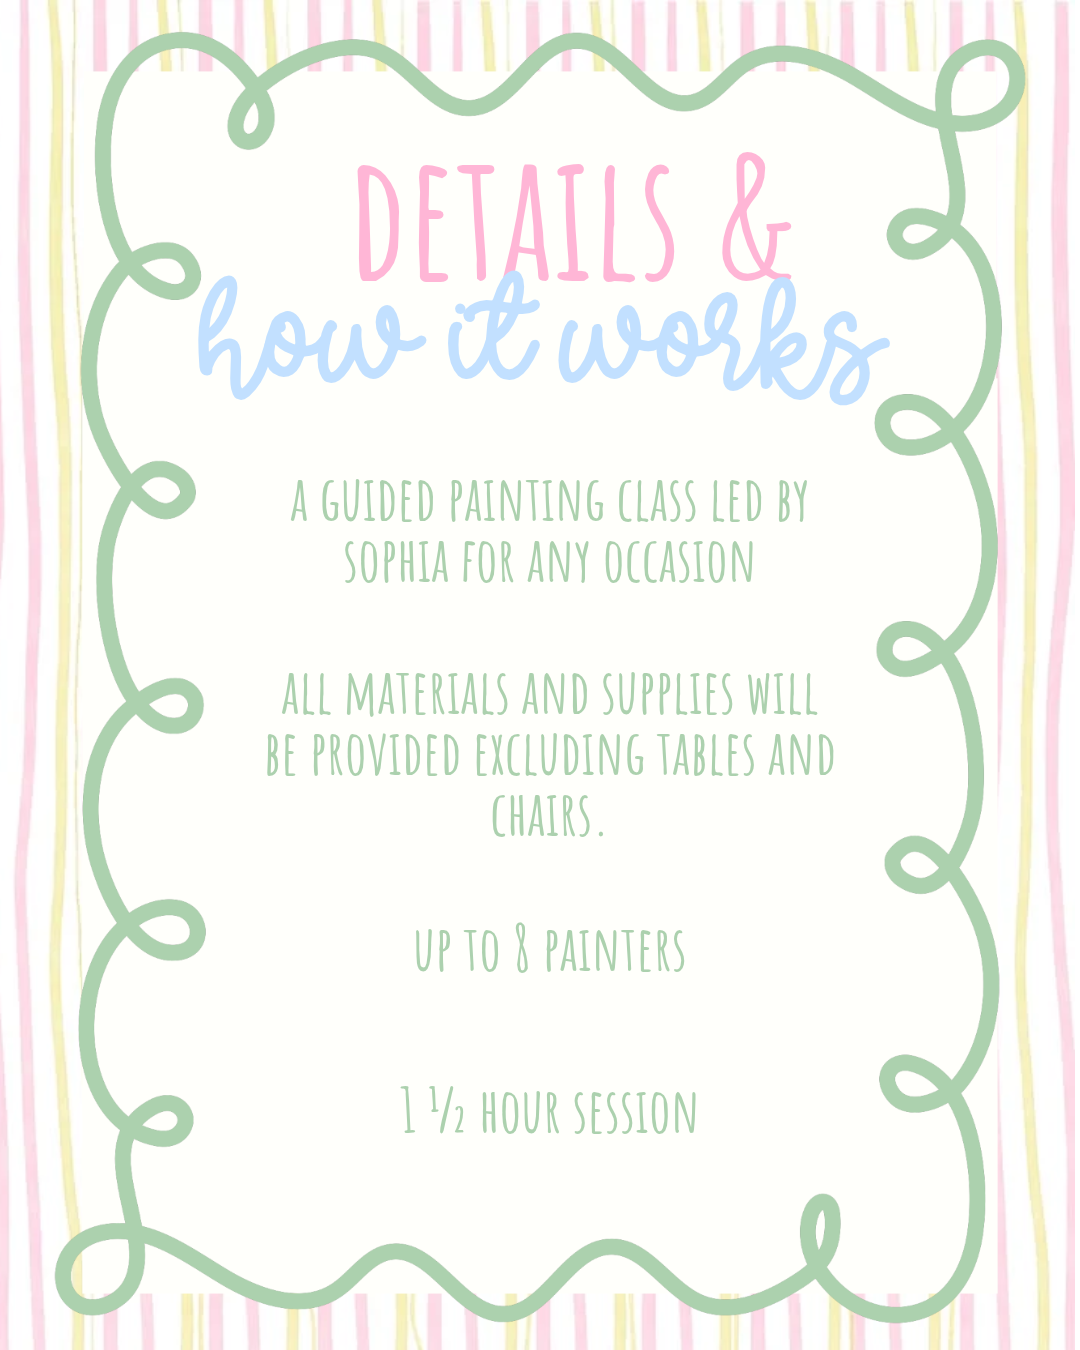 DETAILS &
how it works
A GUIDED PAINTING CLASS LED BY
SOPHIA FOR ANY OCCASION
ALL MATERIALS AND SUPPLIES WILL
BE PROVIDED EXCLUDING TABLES AND
CHAIRS.
UP TO 8 PAINTERS
1 ½ HOUR SESSION